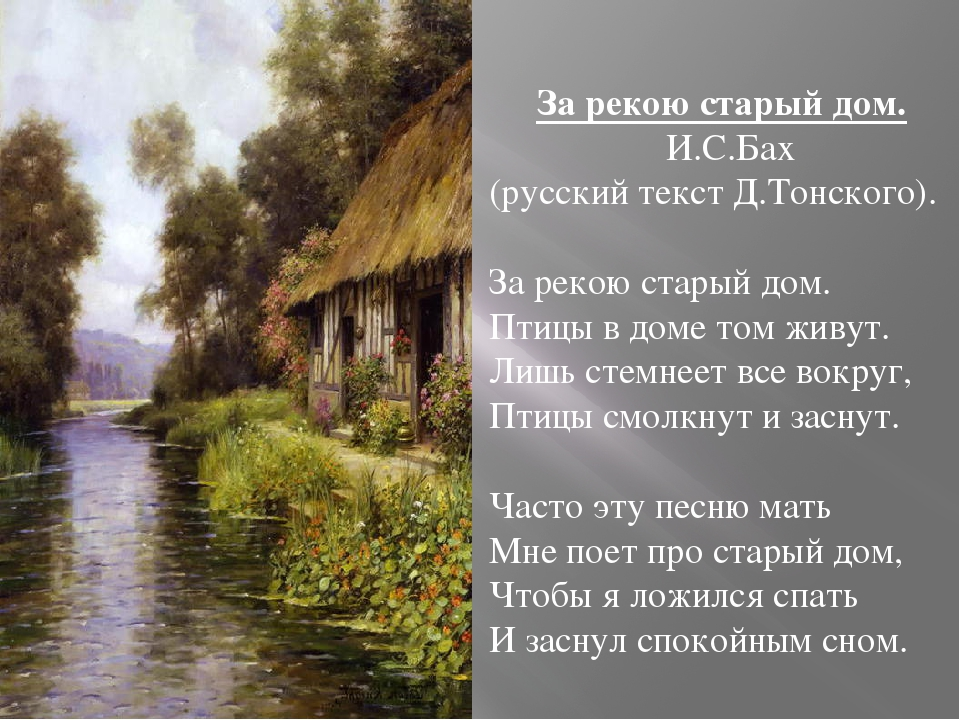 За рекою старый дом.
И.С.Бах
(русский текст Д.Тонского).
За рекою старый дом.
Птицы в доме том живут.
Лишь стемнеет все вокруг,
Птицы смолкнут и заснут.
Часто эту песню мать
Мне поет про старый дом,
Чтобы я ложился спать
И заснул спокойным сном.